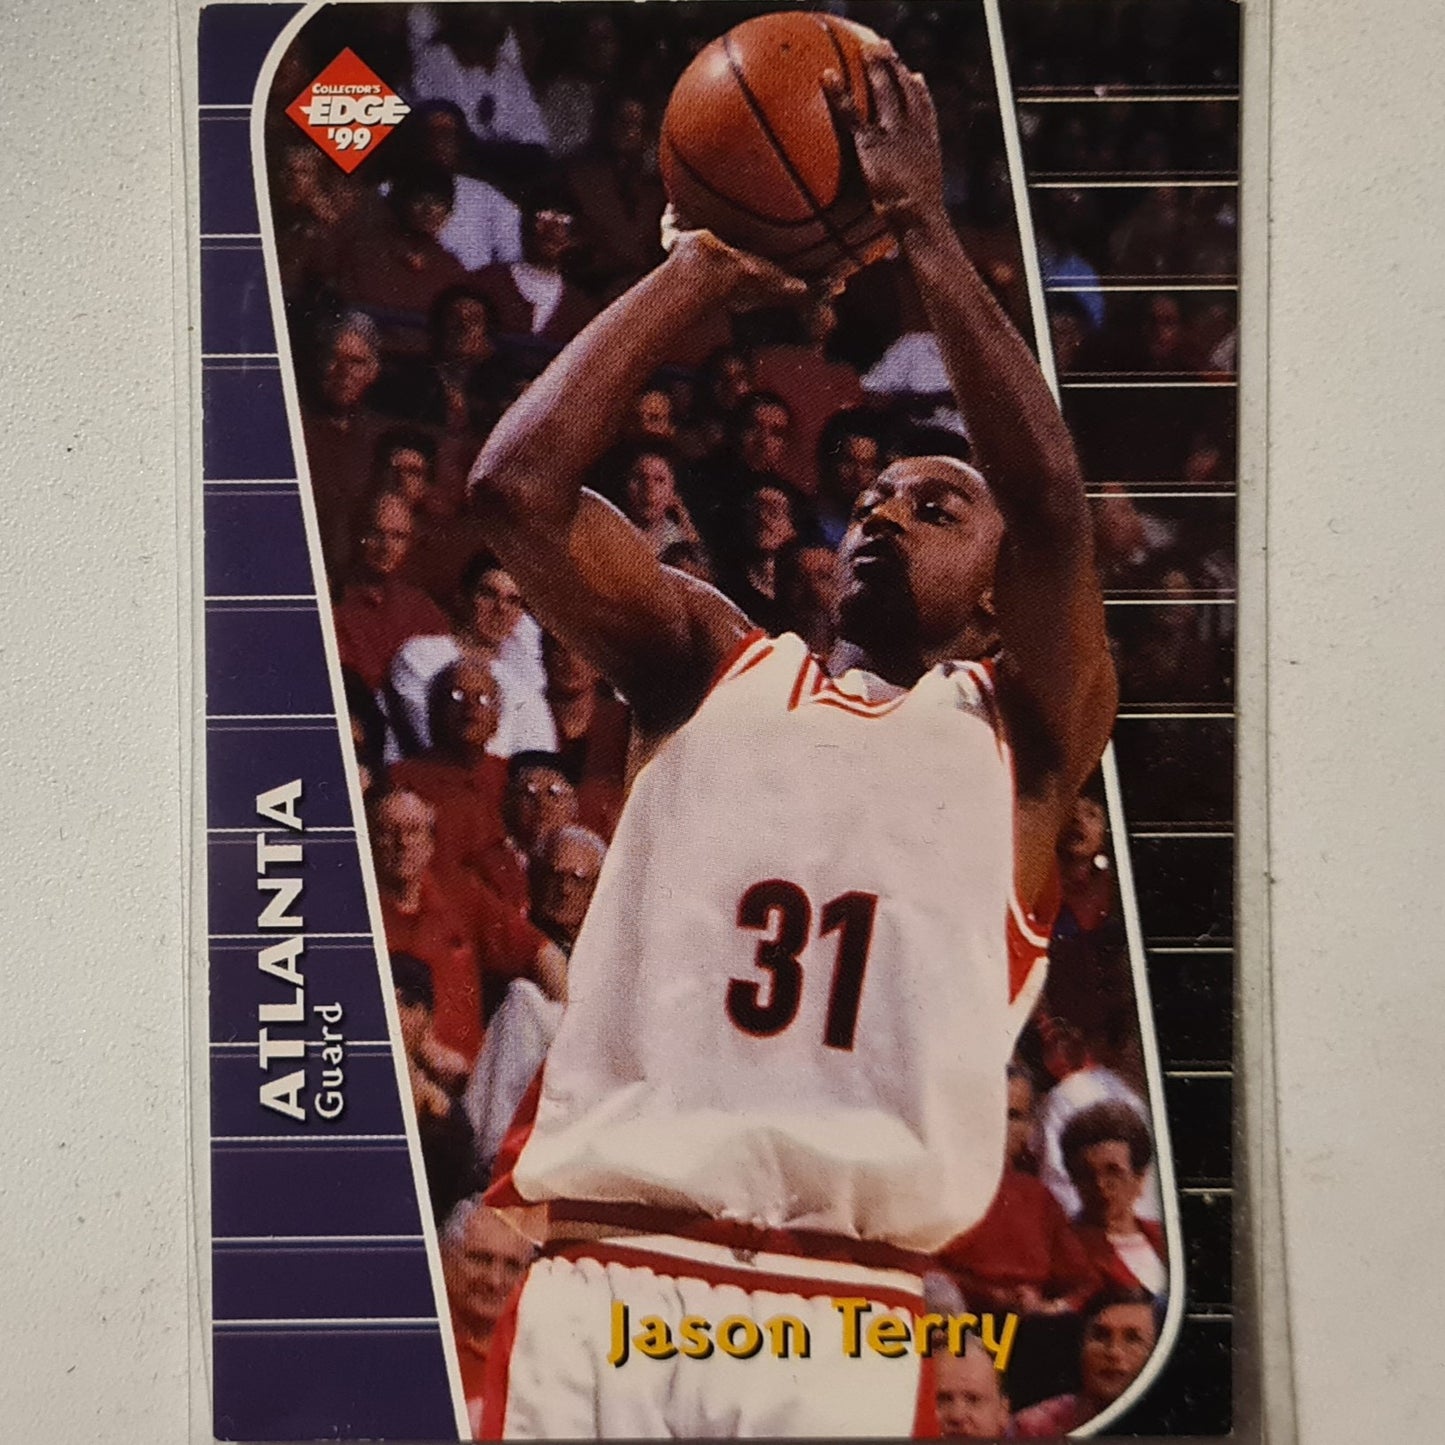 COLLECTOR'S
EDGE
'99
ATLANTA
Guard
31
Jason Terry